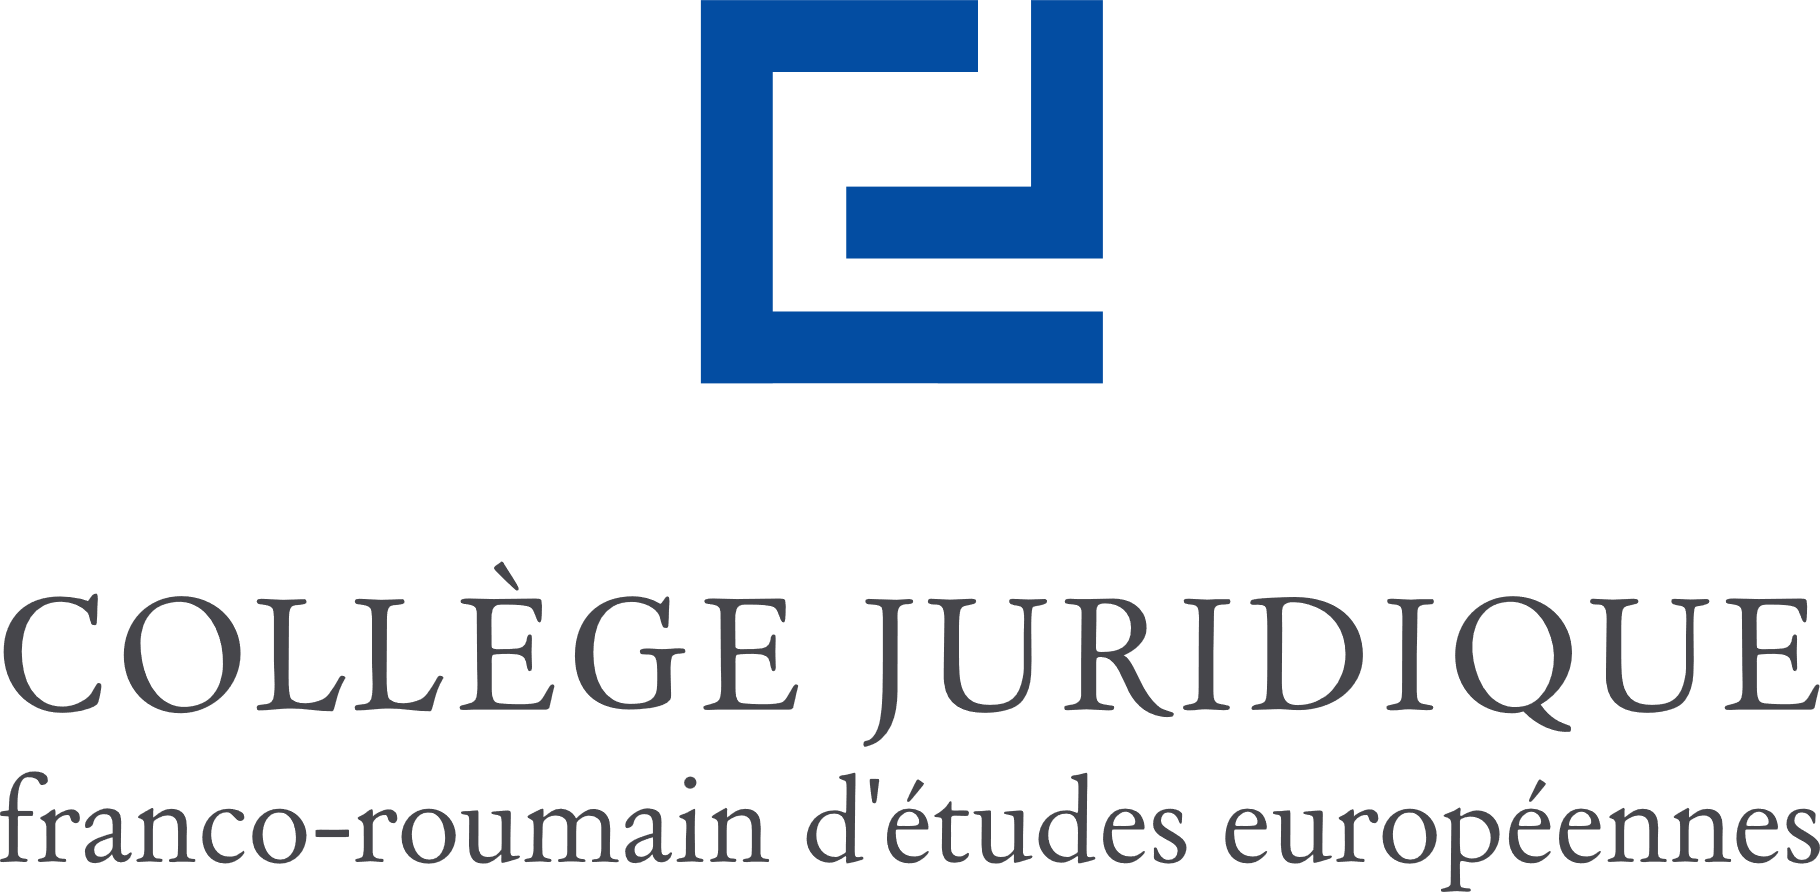 COLLÈGE JURIDIQUE
franco-roumain d'études européennes